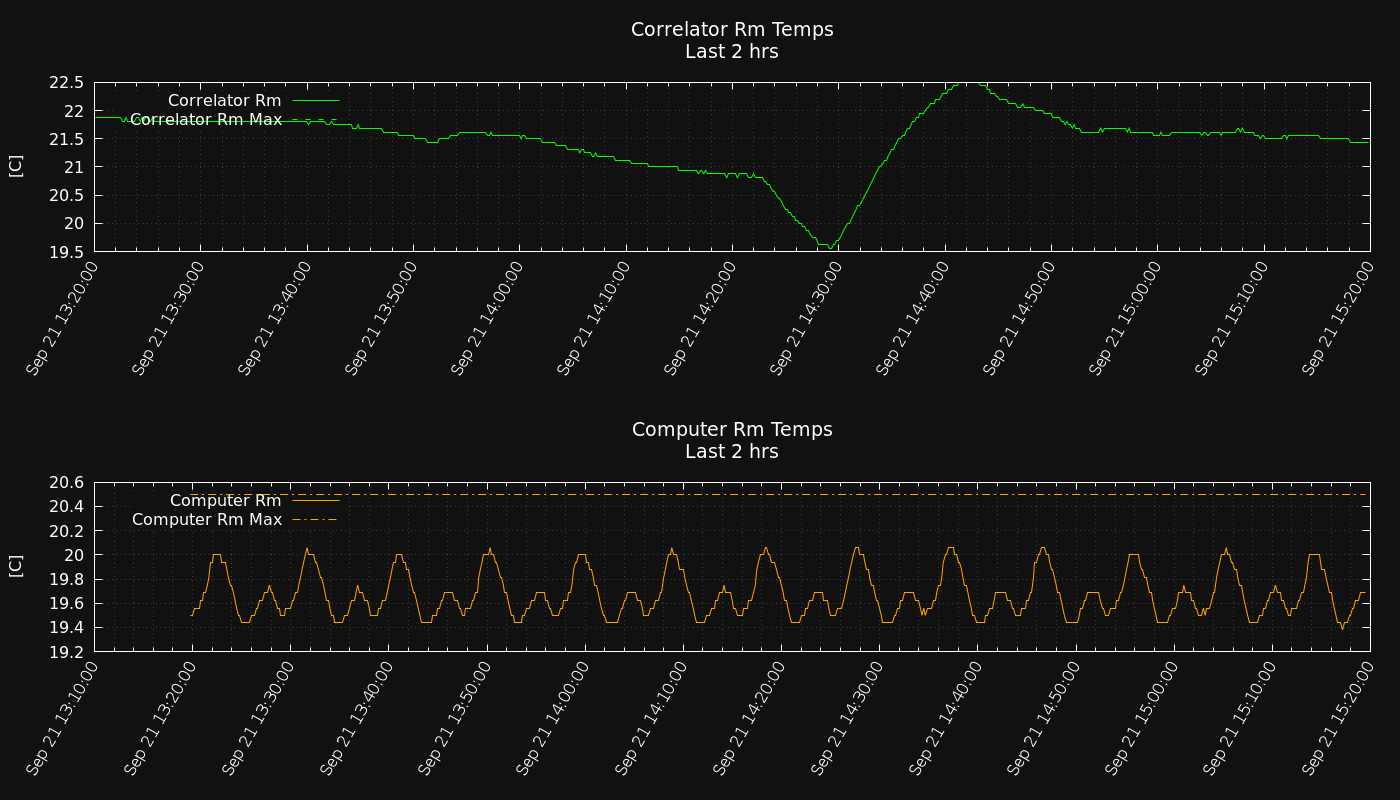 Correlator Rm Temps
Last 2 hrs
22.5
22
21.5
21
20.5
20
19.5
[C]
Correlator Rm
Correlator Rm Max
Sep 21 13:20:00
Sep 21 13:30:00
Sep 21 13:40:00
Sep 21 13:50:00
Sep 21 14:00:00
Sep 21 14:10:00
Sep 21 14:20:00
Sep 21 14:30:00
Sep 21 14:40:00
Sep 21 14:50:00
Sep 21 15:00:00
Sep 21 15:10:00
Sep 21 15:20:00
Computer Rm Temps
Last 2 hrs
20.6
20.4
20.2
20
19.8
19.6
19.4
19.2
[C]
Computer Rm
Computer Rm Max
Sep 21 13:10:00
Sep 21 13:20:00
Sep 21 13:30:00
Sep 21 13:40:00
Sep 21 13:50:00
Sep 21 14:00:00
Sep 21 14:10:00
Sep 21 14:20:00
Sep 21 14:30:00
Sep 21 14:40:00
Sep 21 14:50:00
Sep 21 15:00:00
Sep 21 15:10:00
Sep 21 15:20:00